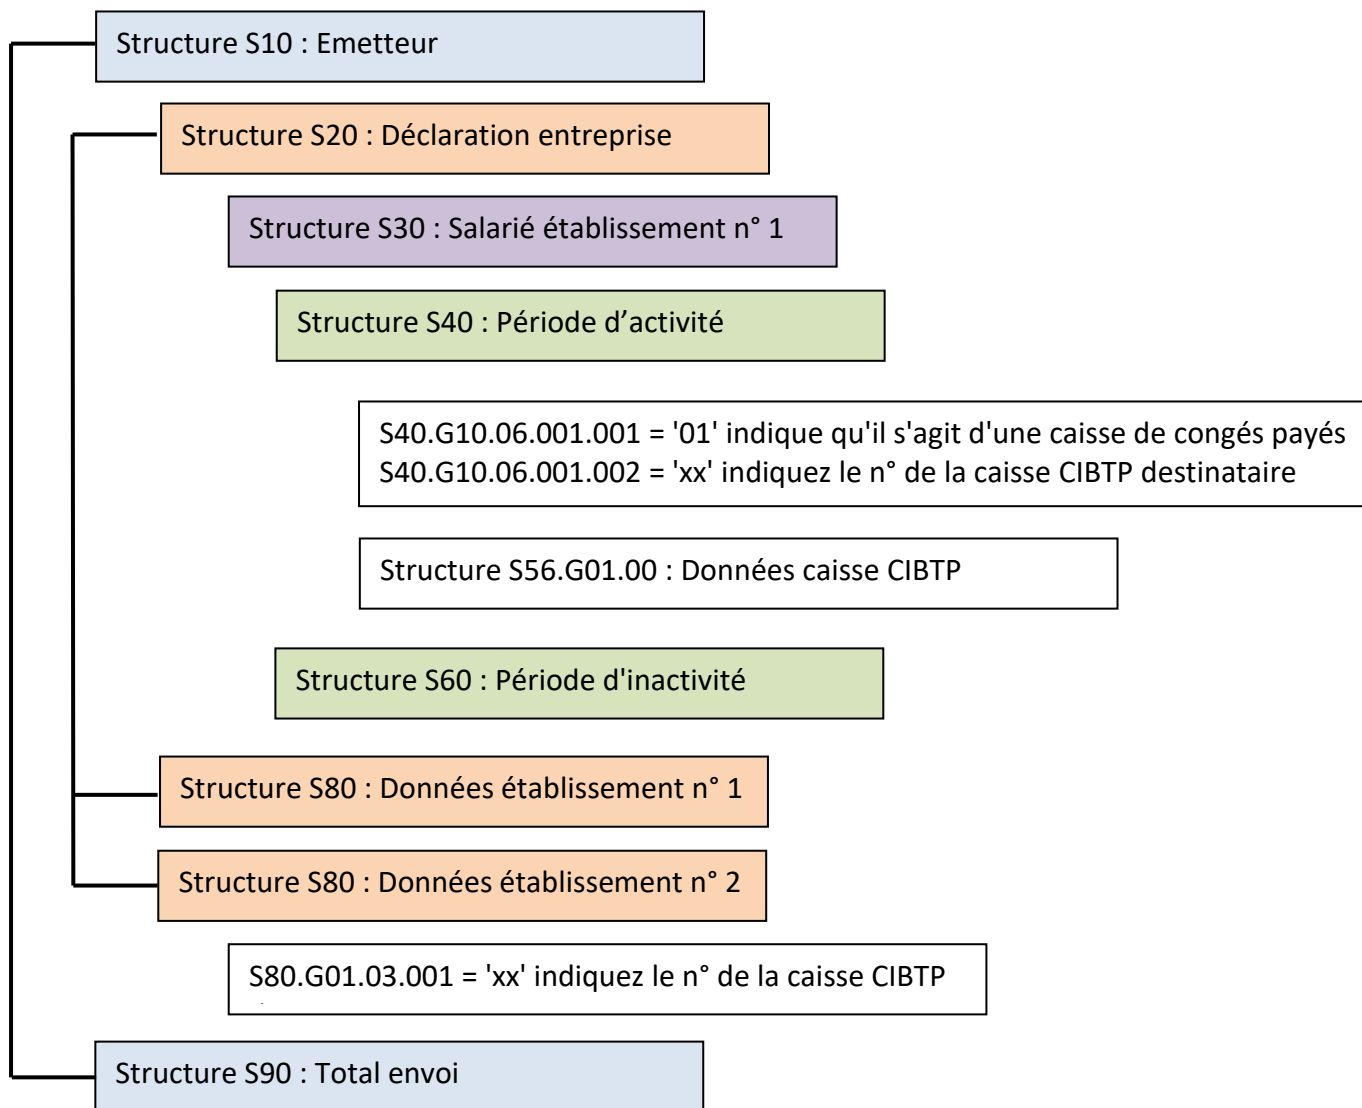 Structure S10 : Emetteur
Structure S20 : Déclaration entreprise
Structure S30 : Salarié établissement n° 1
Structure S40 : Période d’activité
S40.G10.06.001.001 = '01' indique qu'il s'agit d'une caisse de congés payés
S40.G10.06.001.002 = 'xx' indiquez le n° de la caisse CIBTP destinataire
Structure S56.G01.00 : Données caisse CIBTP
Structure S60 : Période d'inactivité
Structure S80 : Données établissement n° 1
Structure S80 : Données établissement n° 2
S80.G01.03.001 = 'xx' indiquez le n° de la caisse CIBTP
Structure S90 : Total envoi